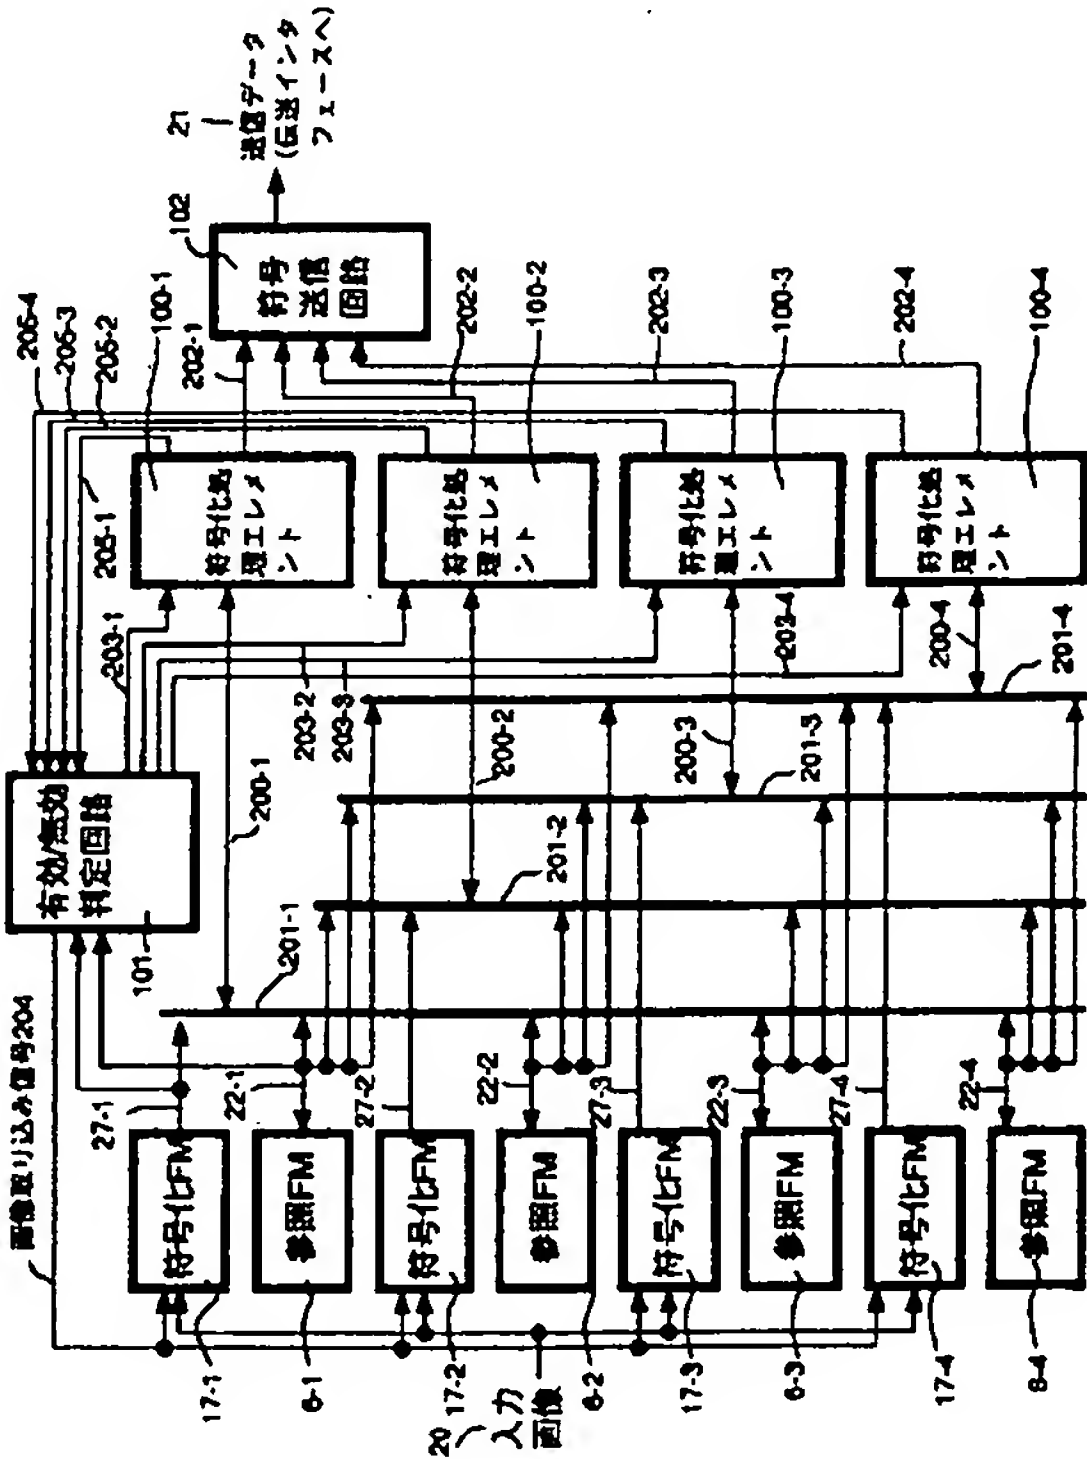 画像取り込み信号204
有効/無効
判定回路
101
205-4
205-3
205-2
205-1
100-1
102
符号
送信
回路
21
送信データ
(伝送インタ
フェースへ)
203-1
203-2
203-3
203-4
202-1
202-2
202-3
202-4
符号化処
理エレメ
ント
符号化処
理エレメ
ント
100-2
符号化処
理エレメ
ント
100-3
符号化処
理エレメ
ント
100-4
200-1
200-2
200-3
200-4
201-1
201-2
201-3
201-4
27-1
22-1
27-2
22-2
27-3
22-3
27-4
22-4
符号化FM
参照FM
符号化FM
参照FM
符号化FM
参照FM
符号化FM
参照FM
17-1
6-1
17-2
6-2
17-3
6-3
17-4
6-4
20
入力
画像